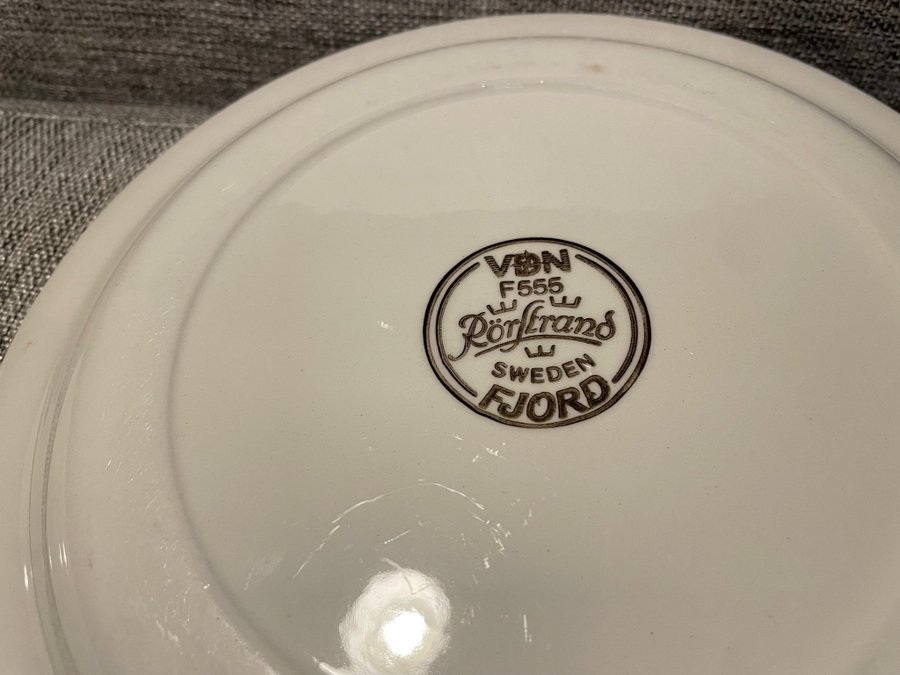 VDN
F555
Rörstrand
SWEDEN
FJORD